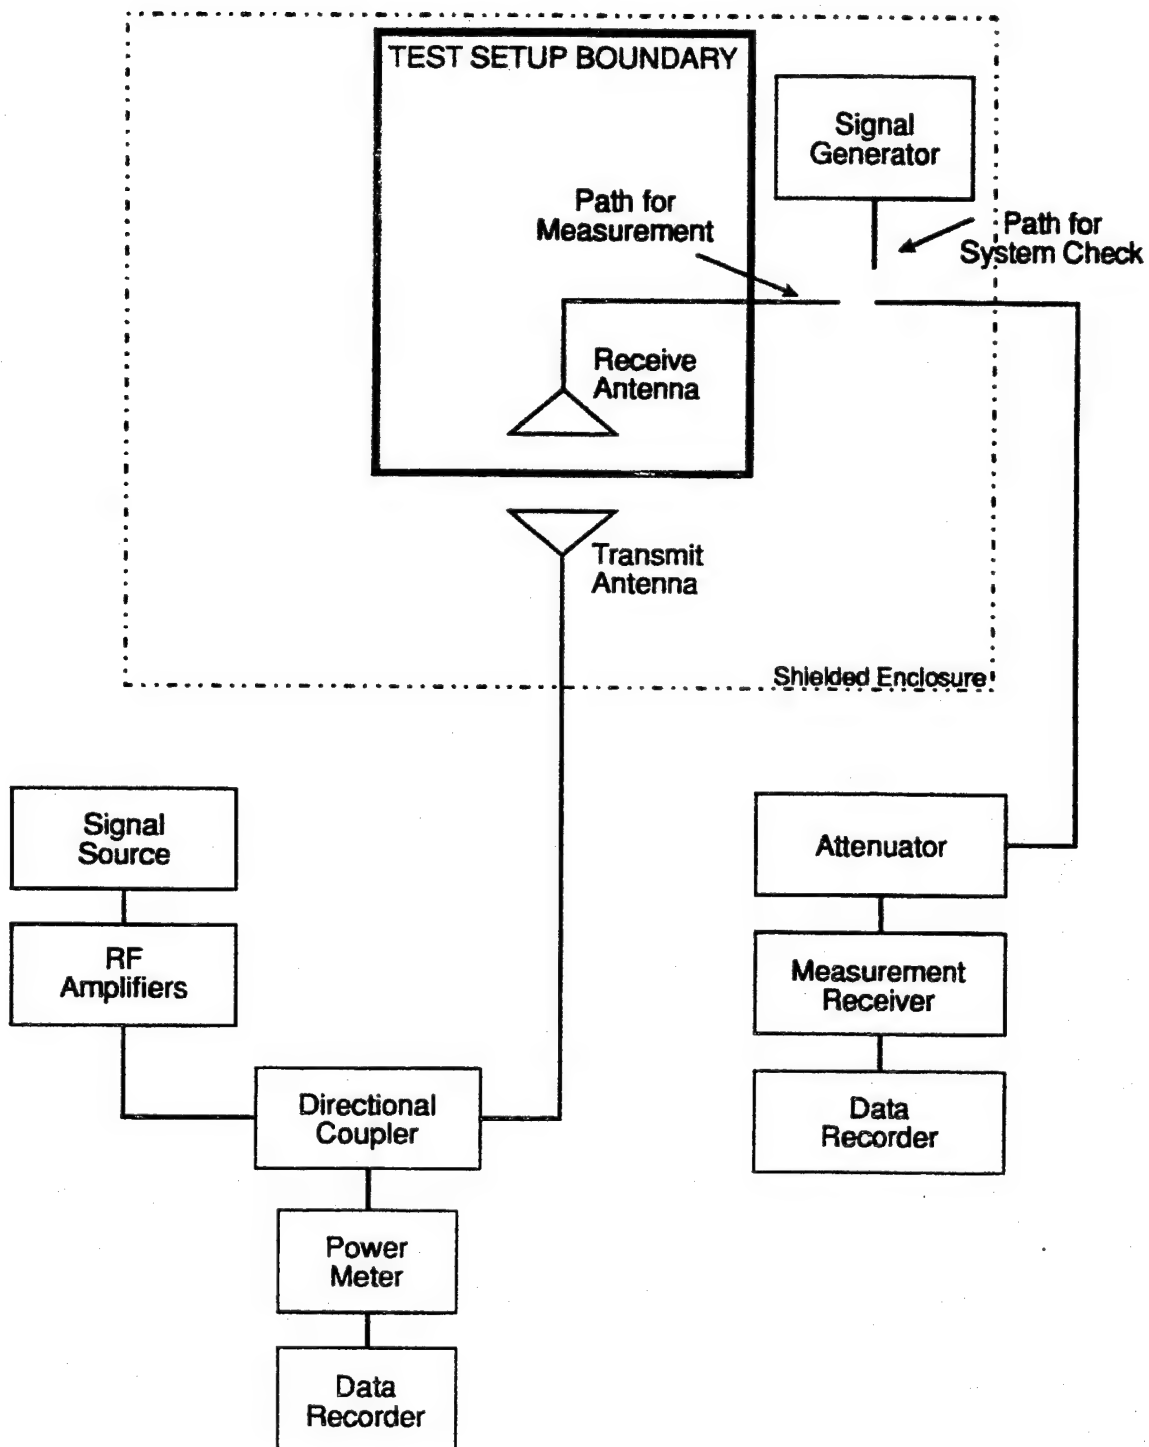 TEST SETUP BOUNDARY
Signal
Generator
Path for
Measurement
Path for
System Check
Receive
Antenna
Transmit
Antenna
Shielded Enclosure
Signal
Source
RF
Amplifiers
Directional
Coupler
Power
Meter
Data
Recorder
Attenuator
Measurement
Receiver
Data
Recorder